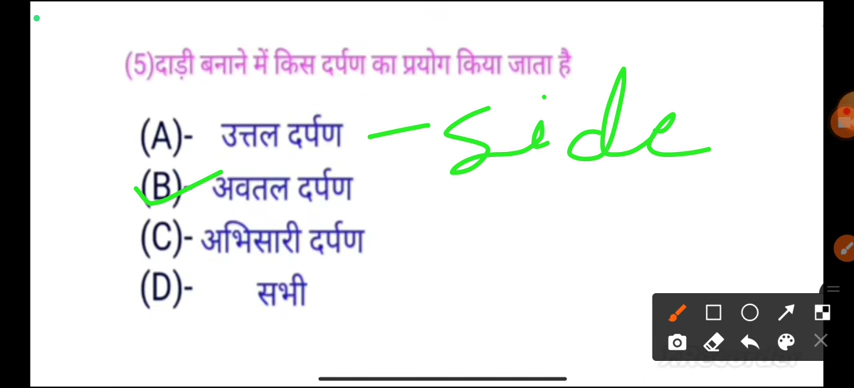 (5)दाड़ी बनाने में किस दर्पण का प्रयोग किया जाता है
(A)- उत्तल दर्पण - side
(B)- अवतल दर्पण
(C)- अभिसारी दर्पण
(D)- सभी